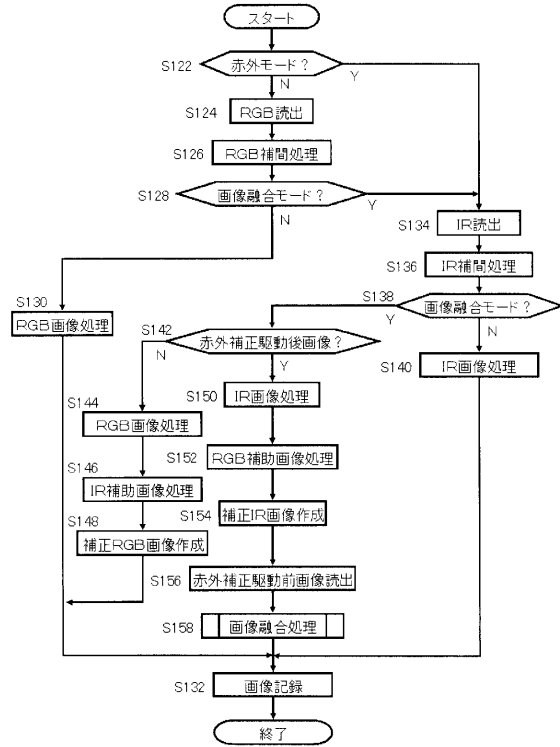 スタート
S122
赤外モード?
Y
N
S124
RGB読出
S126
RGB補間処理
S128
画像融合モード?
Y
N
S134
IR読出
S136
IR補間処理
S138
画像融合モード?
Y
N
S130
RGB画像処理
S142
赤外補正駆動後画像?
N
Y
S140
IR画像処理
S150
IR画像処理
S144
RGB画像処理
S152
RGB補助画像処理
S146
IR補助画像処理
S154
補正IR画像作成
S148
補正RGB画像作成
S156
赤外補正駆動前画像読出
S158
画像融合処理
S132
画像記録
終了